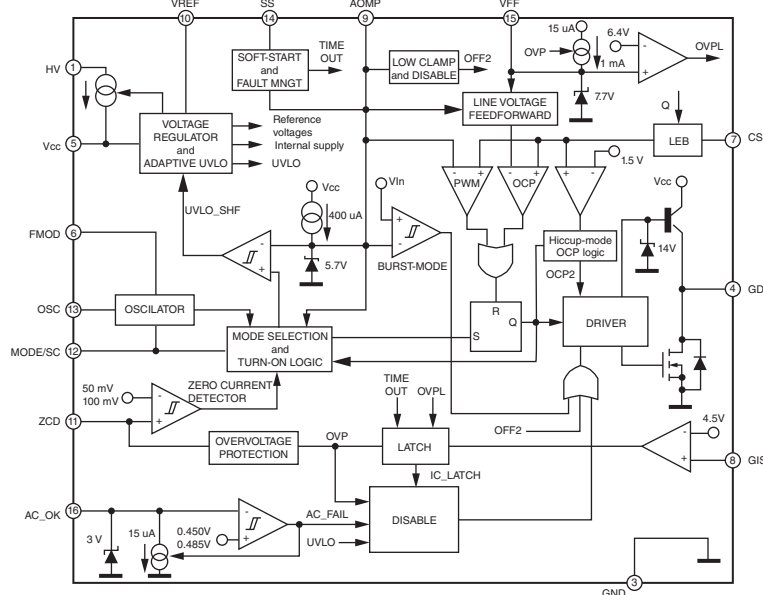 VREF
SS
AOMP
VFF
10
14
9
15
15 uA
6.4V
-
+
OVPL
OVP
1 mA
7.7V
HV
1
SOFT-START
and
FAULT MNGT
TIME
OUT
LOW CLAMP
and DISABLE
OFF2
LINE VOLTAGE
FEEDFORWARD
Q
LEB
7
CS
Vcc
5
VOLTAGE
REGULATOR
and
ADAPTIVE UVLO
Reference
voltages
Internal supply
UVLO
- +
PWM
- +
OCP
+ -
1.5 V
UVLO_SHF
Vcc
400 uA
5.7V
VIn
+
-
BURST-MODE
-
+
Hiccup-mode
OCP logic
OCP2
Vcc
14V
FMOD
6
OSC
13
OSCILATOR
MODE/SC
12
MODE SELECTION
and
TURN-ON LOGIC
R
S
Q
DRIVER
4
GD
50 mV
100 mV
-
+
ZERO CURRENT
DETECTOR
ZCD
11
OVERVOLTAGE
PROTECTION
OVP
TIME
OUT
OVPL
LATCH
OFF2
4.5V
-
+
8
GIS
IC_LATCH
AC_OK
16
3 V
15 uA
0.450V
0.485V
-
+
AC_FAIL
UVLO
DISABLE
3
GND